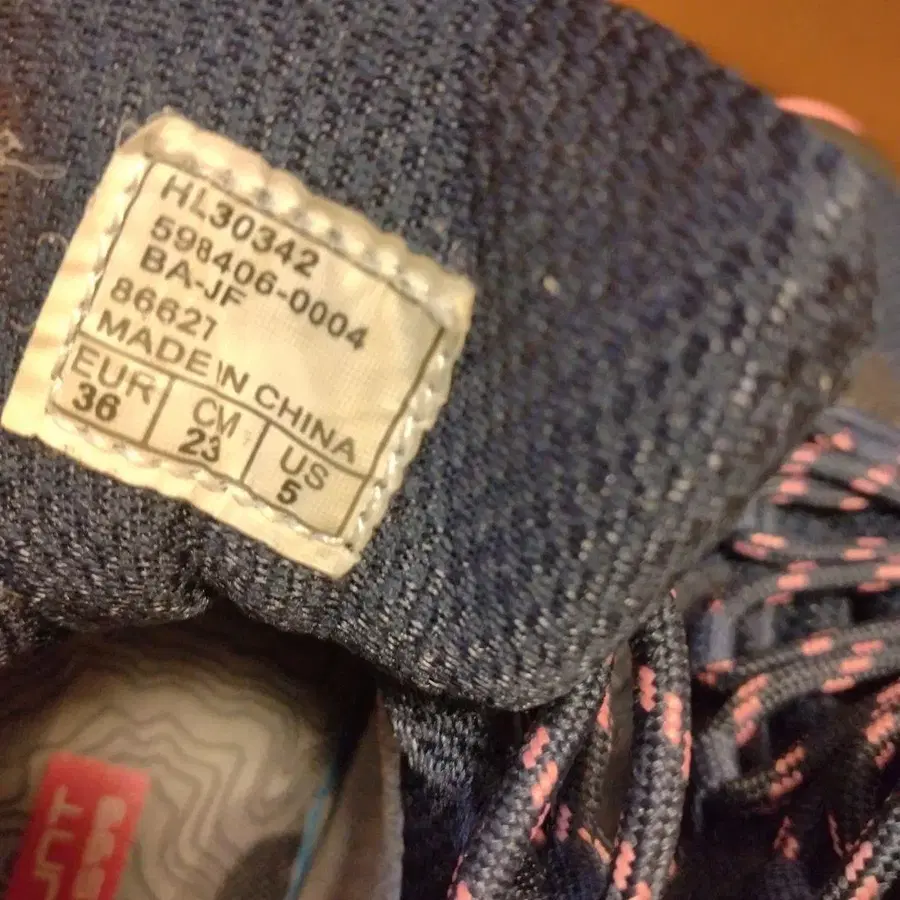 HL30342
598406-0004
BA-JF
86627
MADE IN CHINA
EUR CM US
36 23 5